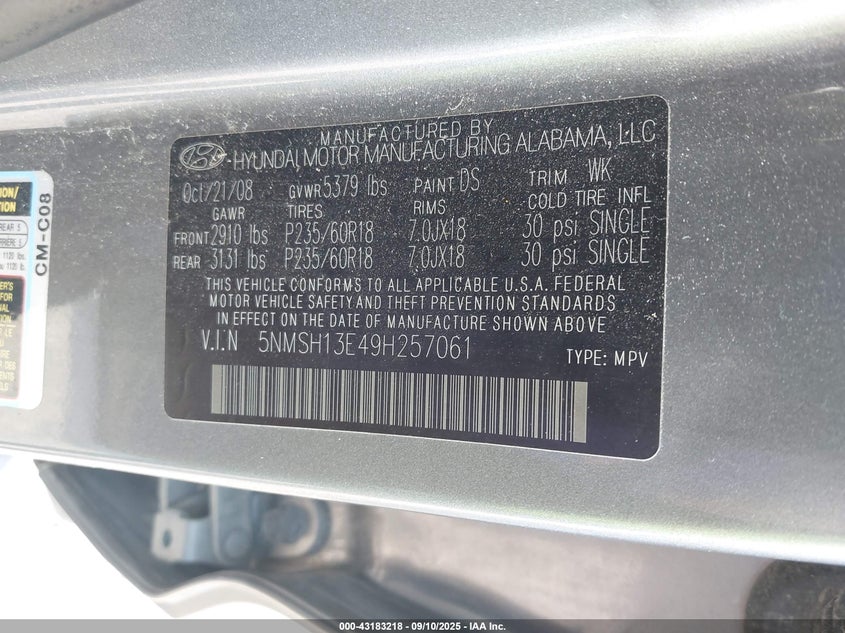 MANUFACTURED BY
HYUNDAI MOTOR MANUFACTURING ALABAMA, LLC
Oct/21/08 GVWR 5379 lbs PAINT DS TRIM WK
GAWR TIRES RIMS COLD TIRE INFL
FRONT 2910 lbs P235/60R18 7.0JX18 30 psi SINGLE
REAR 3131 lbs P235/60R18 7.0JX18 30 psi SINGLE
THIS VEHICLE CONFORMS TO ALL APPLICABLE U.S.A. FEDERAL
MOTOR VEHICLE SAFETY AND THEFT PREVENTION STANDARDS
IN EFFECT ON THE DATE OF MANUFACTURE SHOWN ABOVE
V.I.N 5NMSH13E49H257061 TYPE: MPV
CM-C08
REAR 5
1120 lbs.
000-43183218 - 09/10/2025 - IAA Inc.